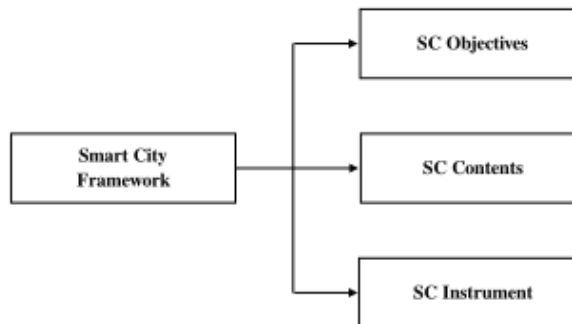 SC Objectives
Smart City
Framework
SC Contents
SC Instrument